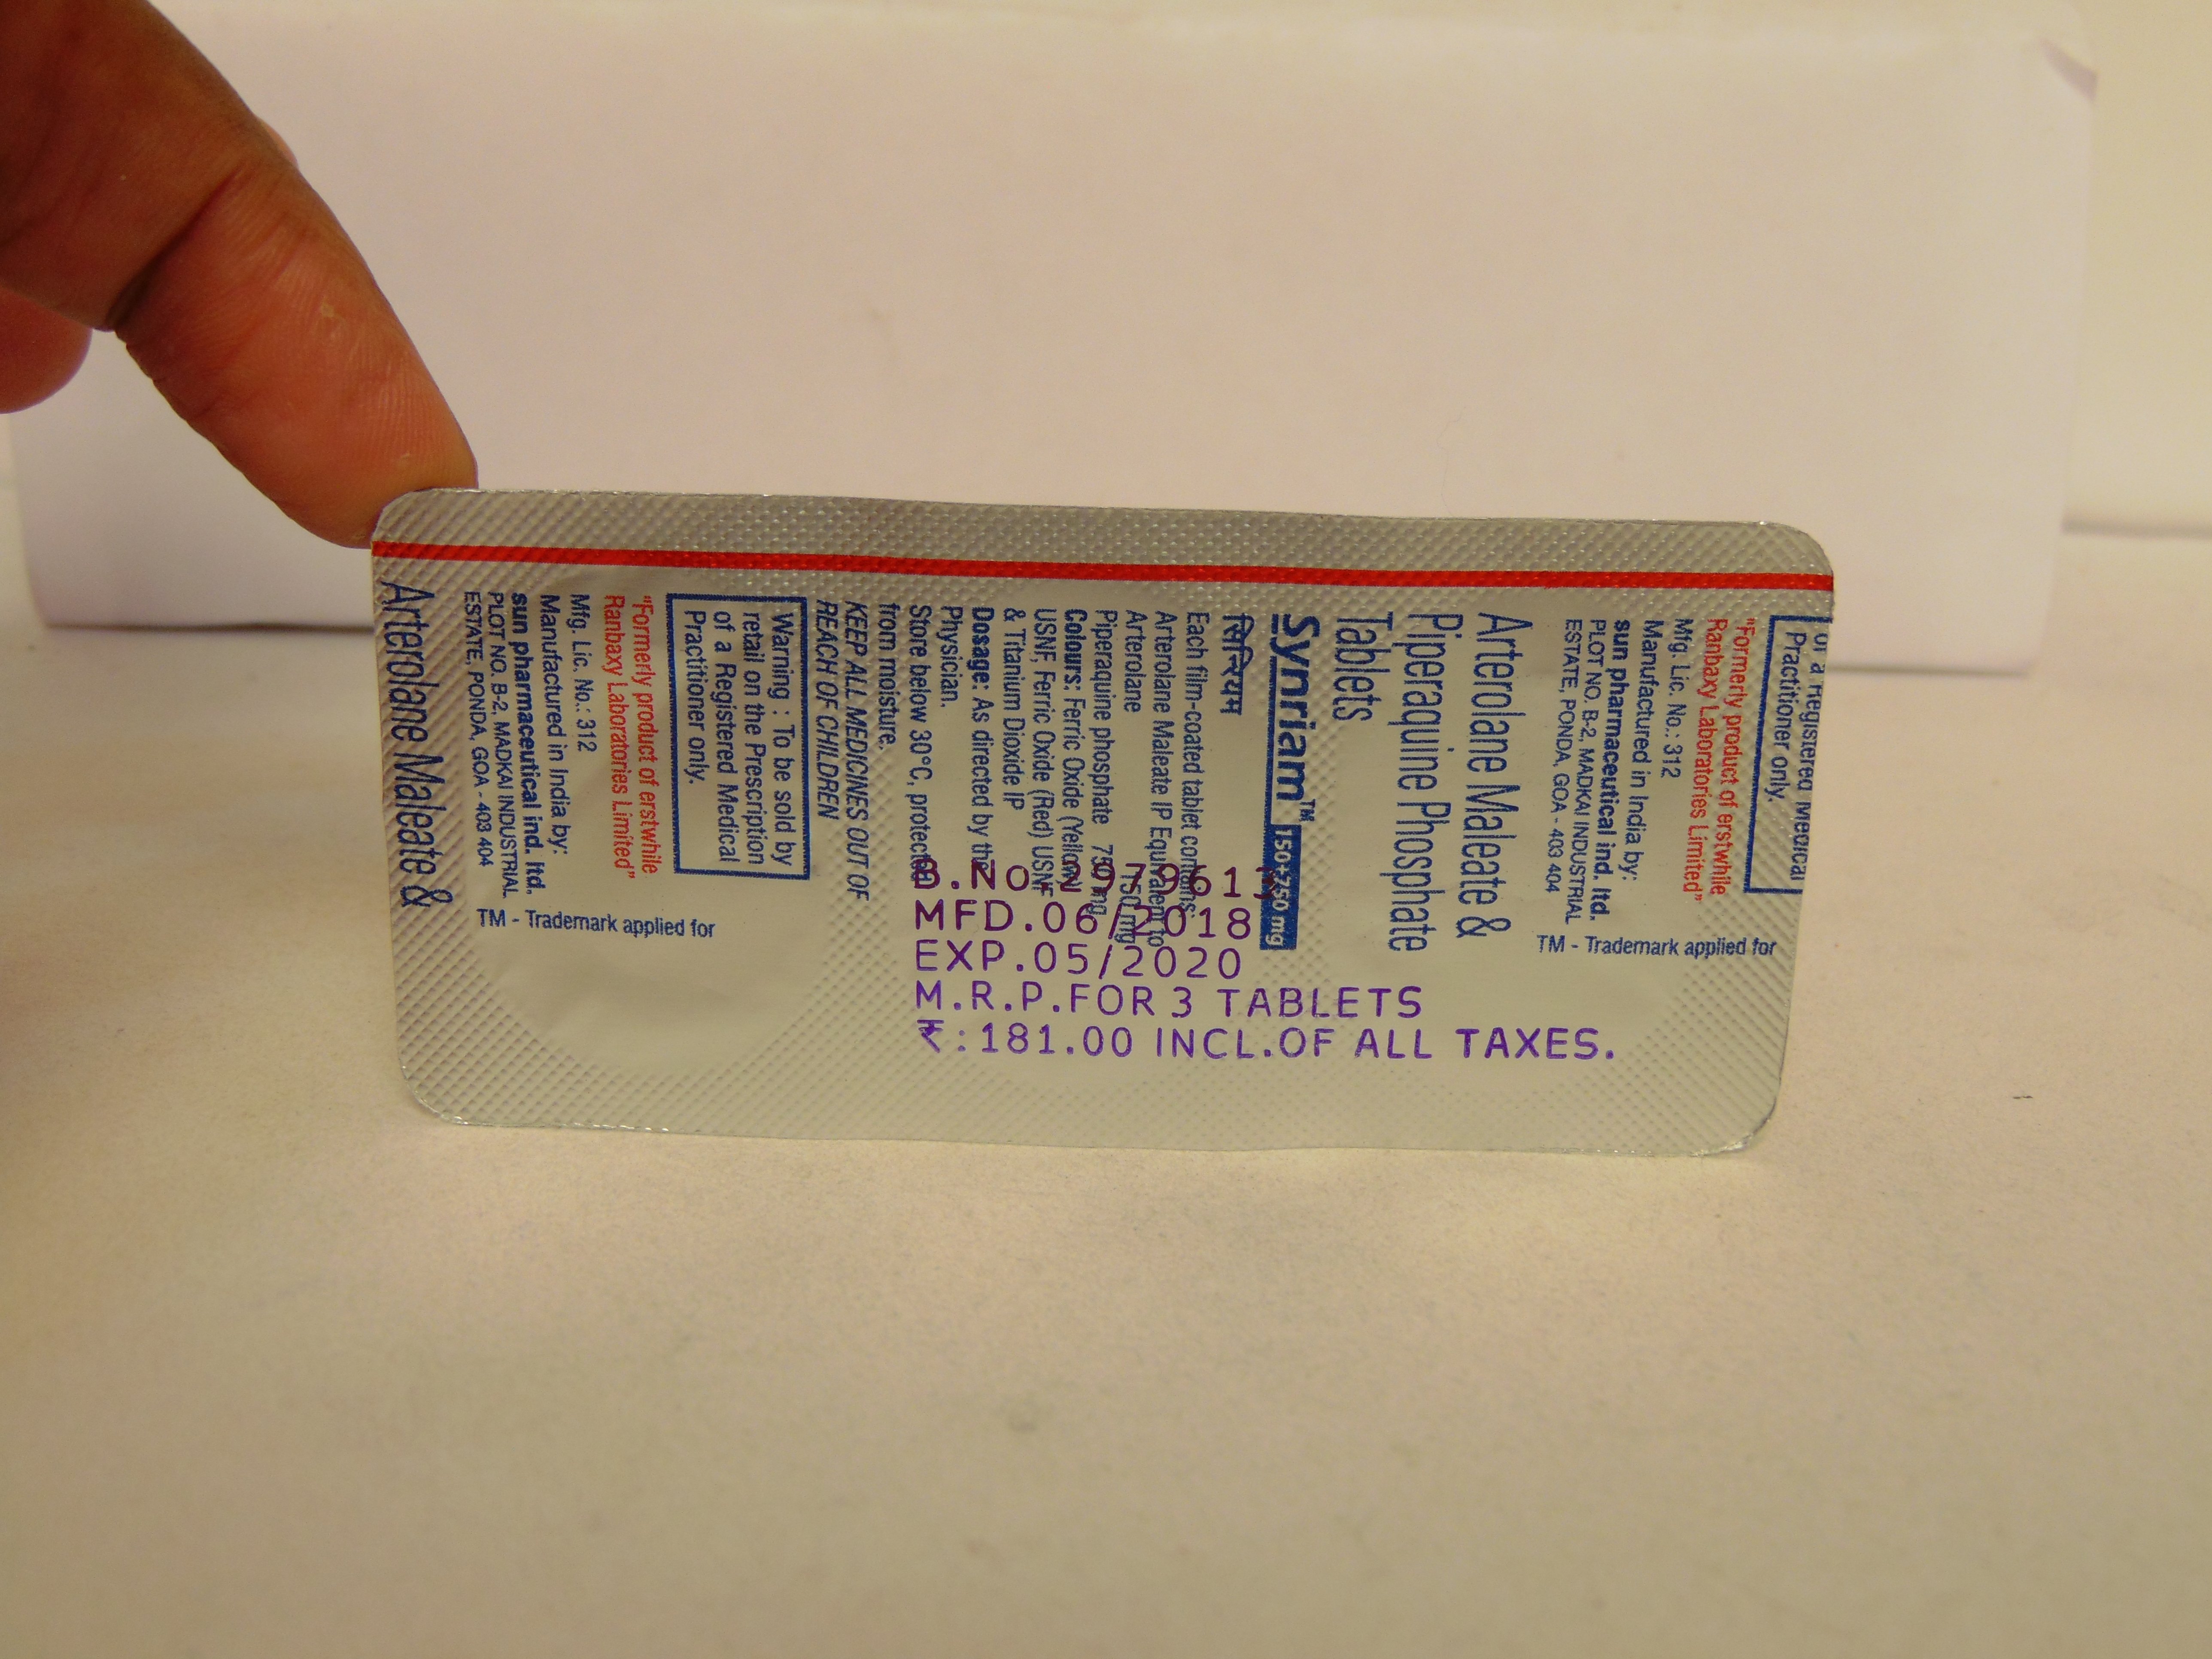 Practitioner only.
"Formerly product of erstwhile
Ranbaxy Laboratories Limited"
Mfg. Lic. No.: 312
Manufactured in India by:
sun pharmaceutical ind. ltd.
PLOT NO. B-2, MADKAI INDUSTRIAL
ESTATE, PONDA, GOA - 403 404
TM - Trademark applied for
Arterolane Maleate &
Piperaquine Phosphate
Tablets
Synriam™ 150+750 mg
सिन्रियम
Each film-coated tablet contains:
Arterolane Maleate IP Equivalent to
Arterolane 150 mg
Piperaquine phosphate 750 mg
Colours: Ferric Oxide (Yellow)
USNF, Ferric Oxide (Red) USNF
& Titanium Dioxide IP
Dosage: As directed by the
Physician.
Store below 30°C, protected
from moisture.
KEEP ALL MEDICINES OUT OF
REACH OF CHILDREN
Warning : To be sold by
retail on the Prescription
of a Registered Medical
Practitioner only.
"Formerly product of erstwhile
Ranbaxy Laboratories Limited"
Mfg. Lic. No.: 312
Manufactured in India by:
sun pharmaceutical ind. ltd.
PLOT NO. B-2, MADKAI INDUSTRIAL
ESTATE, PONDA, GOA - 403 404
TM - Trademark applied for
Arterolane Maleate &
B.No.2979613
MFD.06/2018
EXP.05/2020
M.R.P.FOR 3 TABLETS
₹:181.00 INCL.OF ALL TAXES.